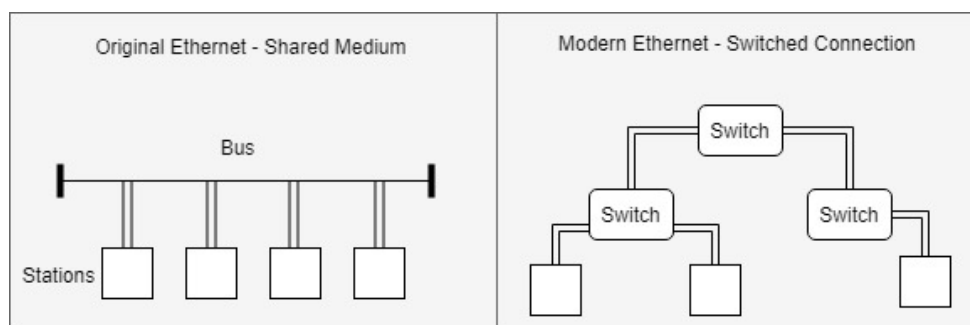 Original Ethernet - Shared Medium
Bus
Stations
Modern Ethernet - Switched Connection
Switch
Switch
Switch